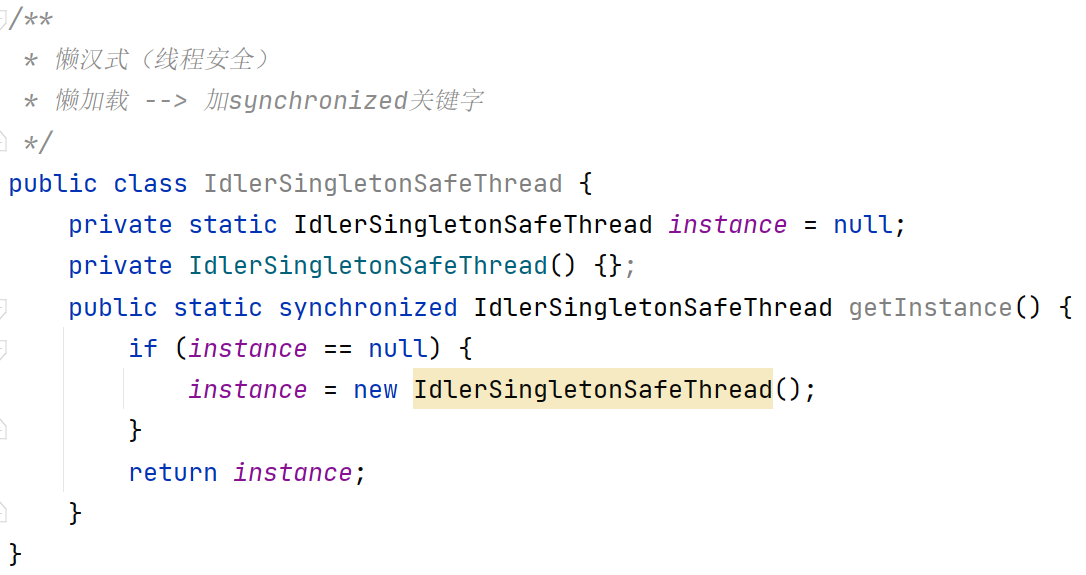 /**
 * 懒汉式（线程安全）
 * 懒加载 --> 加synchronized关键字
 */
public class IdlerSingletonSafeThread {
    private static IdlerSingletonSafeThread instance = null;
    private IdlerSingletonSafeThread() {};
    public static synchronized IdlerSingletonSafeThread getInstance() {
        if (instance == null) {
            instance = new IdlerSingletonSafeThread();
        }
        return instance;
    }
}